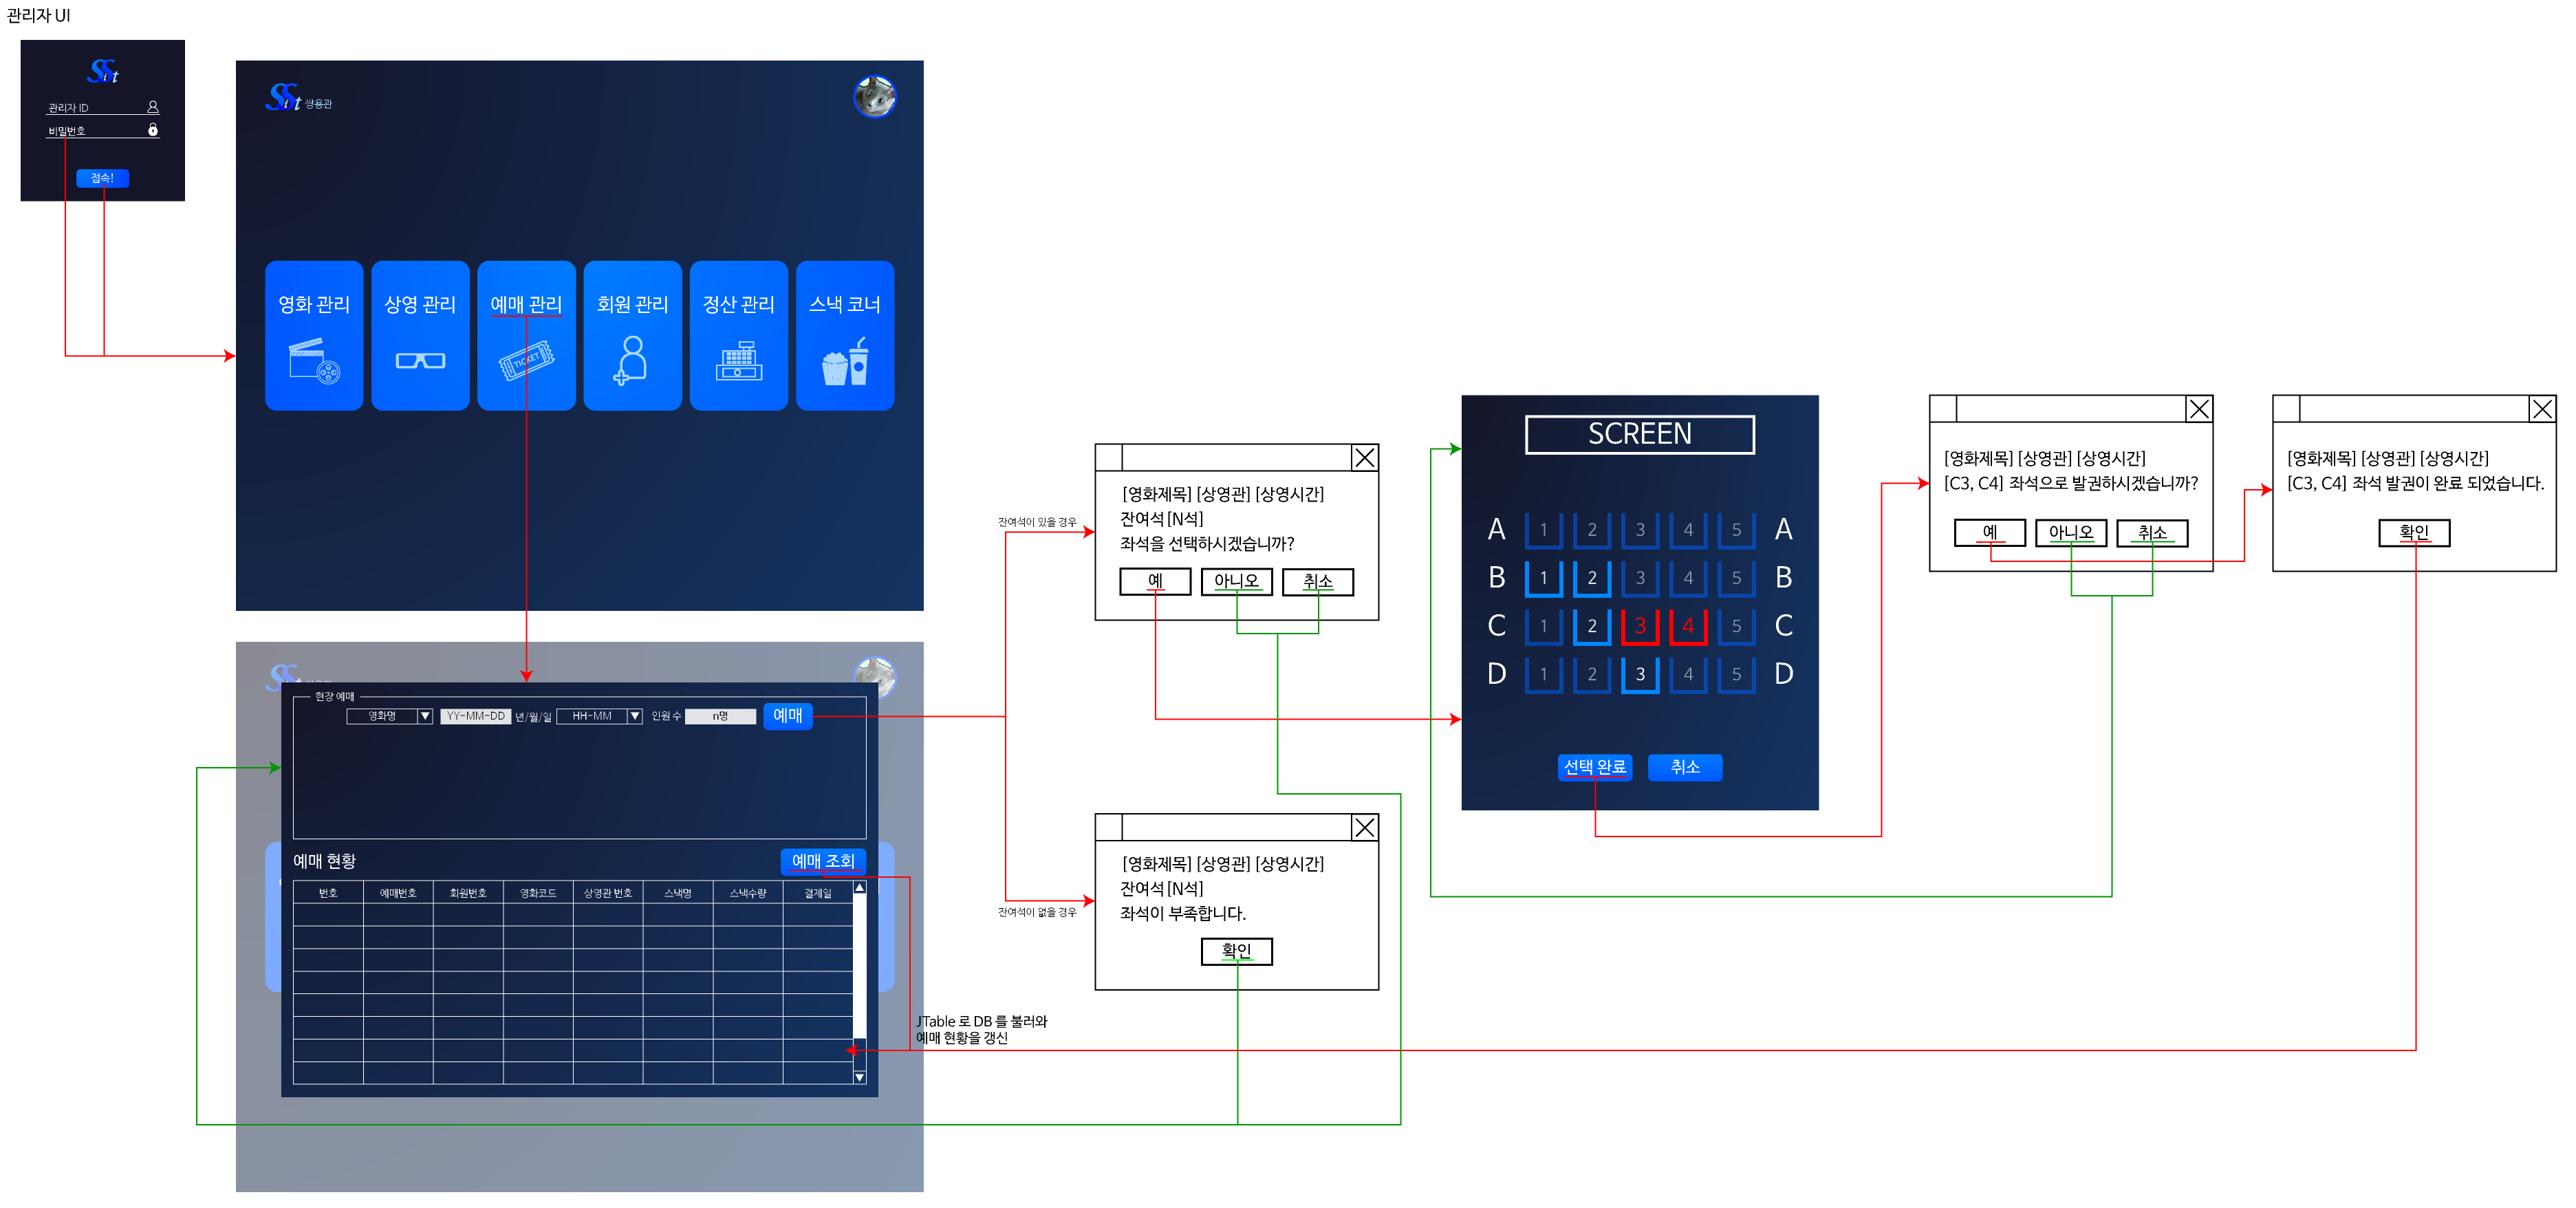 관리자 UI
SSit
관리자 ID
비밀번호
접속!
SSit 쌍용관
영화 관리
상영 관리
예매 관리
회원 관리
정산 관리
스낵 코너
TICKET
현장 예매
영화명
YY-MM-DD 년/월/일
HH-MM
인원 수 n명
예매
예매 현황
예매 조회
번호 예매번호 회원번호 영화코드 상영관 번호 스낵명 스낵수량 결제일
JTable 로 DB 를 불러와
예매 현황을 갱신
잔여석이 있을 경우
[영화제목] [상영관] [상영시간]
잔여석 [N석]
좌석을 선택하시겠습니까?
예 아니오 취소
잔여석이 없을 경우
[영화제목] [상영관] [상영시간]
잔여석 [N석]
좌석이 부족합니다.
확인
SCREEN
A 1 2 3 4 5 A
B 1 2 3 4 5 B
C 1 2 3 4 5 C
D 1 2 3 4 5 D
선택 완료 취소
[영화제목] [상영관] [상영시간]
[C3, C4] 좌석으로 발권하시겠습니까?
예 아니오 취소
[영화제목] [상영관] [상영시간]
[C3, C4] 좌석 발권이 완료 되었습니다.
확인